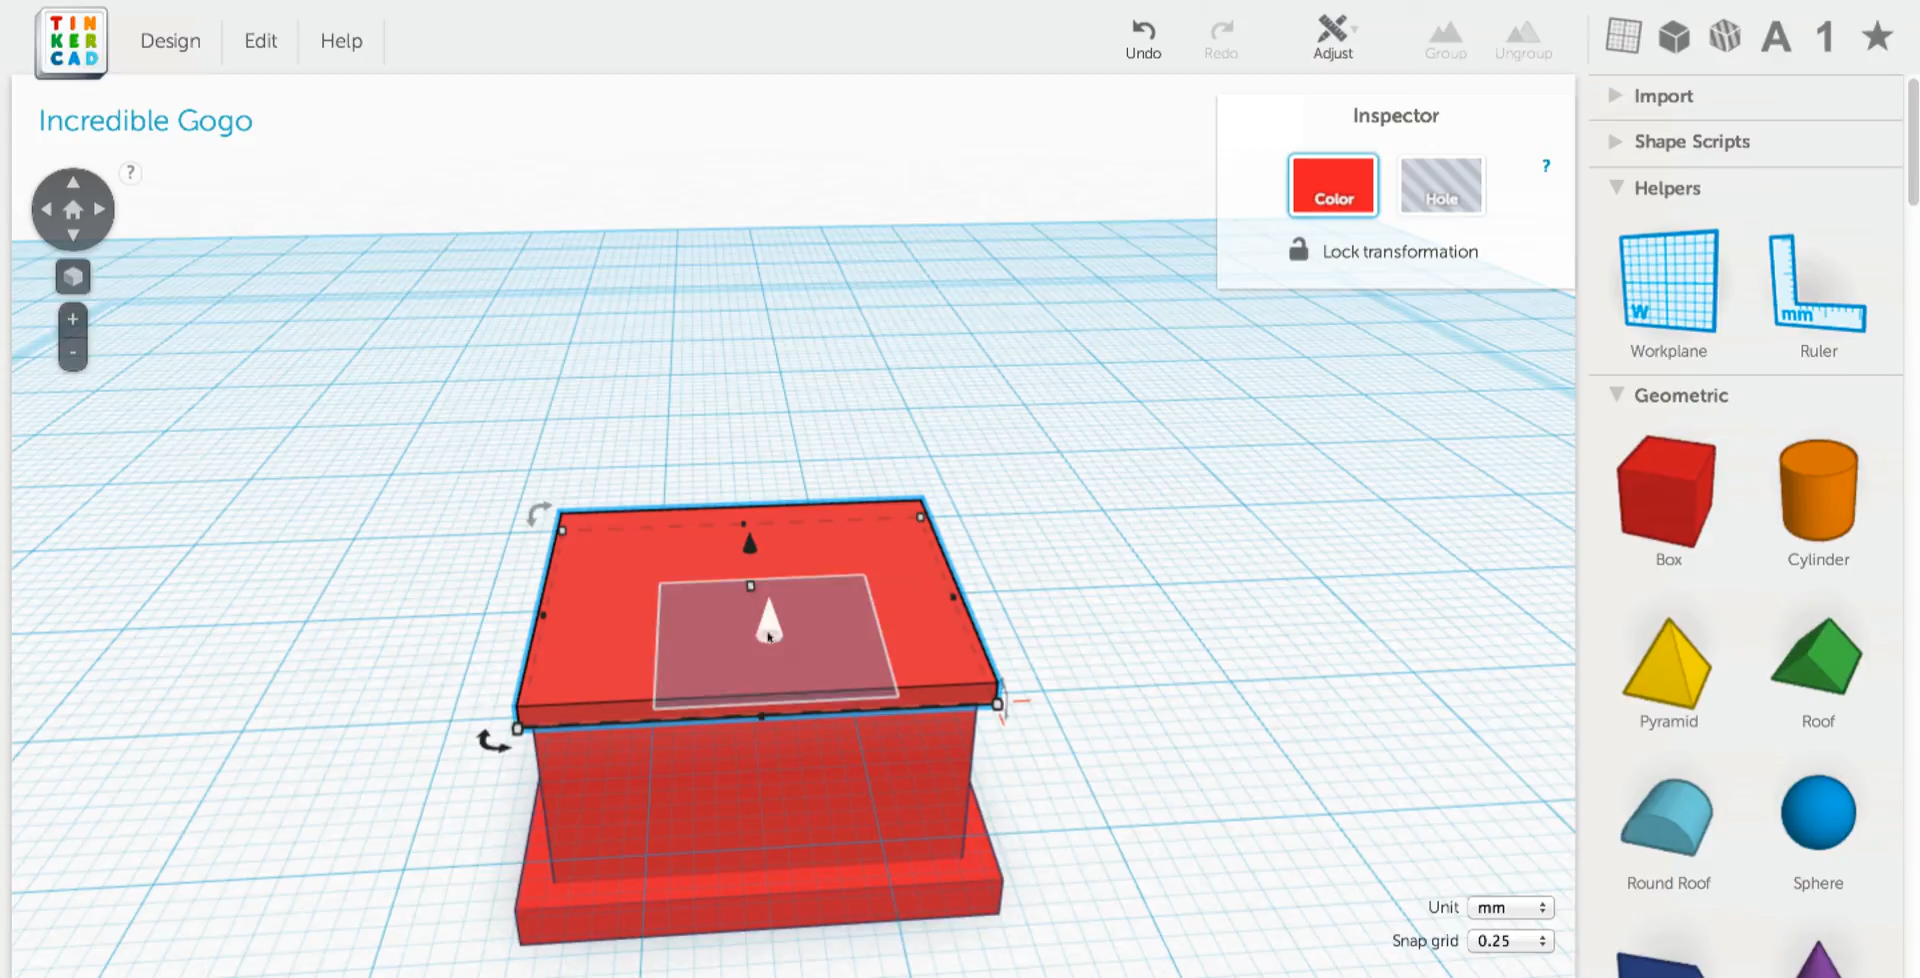 TIN
KER
CAD
Design
Edit
Help
Undo
Redo
Adjust
Group
Ungroup
A
1
Incredible Gogo
?
Inspector
Color
Hole
?
Lock transformation
Import
Shape Scripts
Helpers
W
mm
Workplane
Ruler
Geometric
Box
Cylinder
Pyramid
Roof
Round Roof
Sphere
+
-
Unit mm
Snap grid 0.25